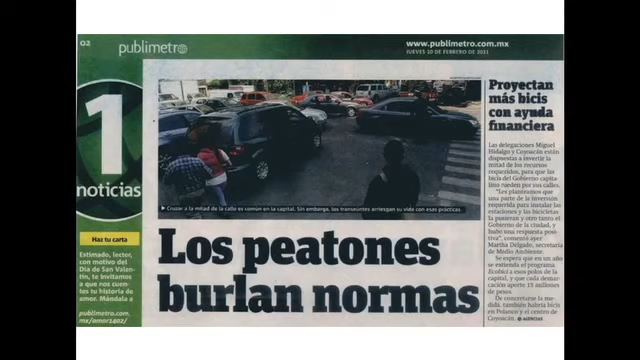 02
publimetro
www.publimetro.com.mx
JUEVES 10 DE FEBRERO DE 2011
1
noticias
Haz tu carta
Estimado, lector,
con motivo del
Día de San Valen-
tín, te invitamos
a que nos cuen-
tes tu historia de
amor. Mándala a
publimetro.com.
mx/amor1402/
Cruzar a la mitad de la calle es común en la capital. Sin embargo, los transeúntes arriesgan su vida con esas prácticas.
Los peatones
burlan normas
Proyectan
más bicis
con ayuda
financiera
Las delegaciones Miguel
Hidalgo y Coyoacán están
dispuestas a invertir la
mitad de los recursos
requeridos, para que las
bicis del Gobierno capita-
lino rueden por sus calles.
"Les planteamos que
una parte de la inversión
requerida para instalar las
estaciones y las bicicletas
la pusieran y otro tanto el
Gobierno de la ciudad, y
hubo una respuesta posi-
tiva", comentó ayer
Martha Delgado, secretaria
de Medio Ambiente.
Se espera que en un año
se extienda el programa
Ecobici a esos polos de la
capital, y que cada demar-
cación aporte 15 millones
de pesos.
De concretarse la me-
dida, también habría bicis
en Polanco y el centro de
Coyoacán. AGENCIAS